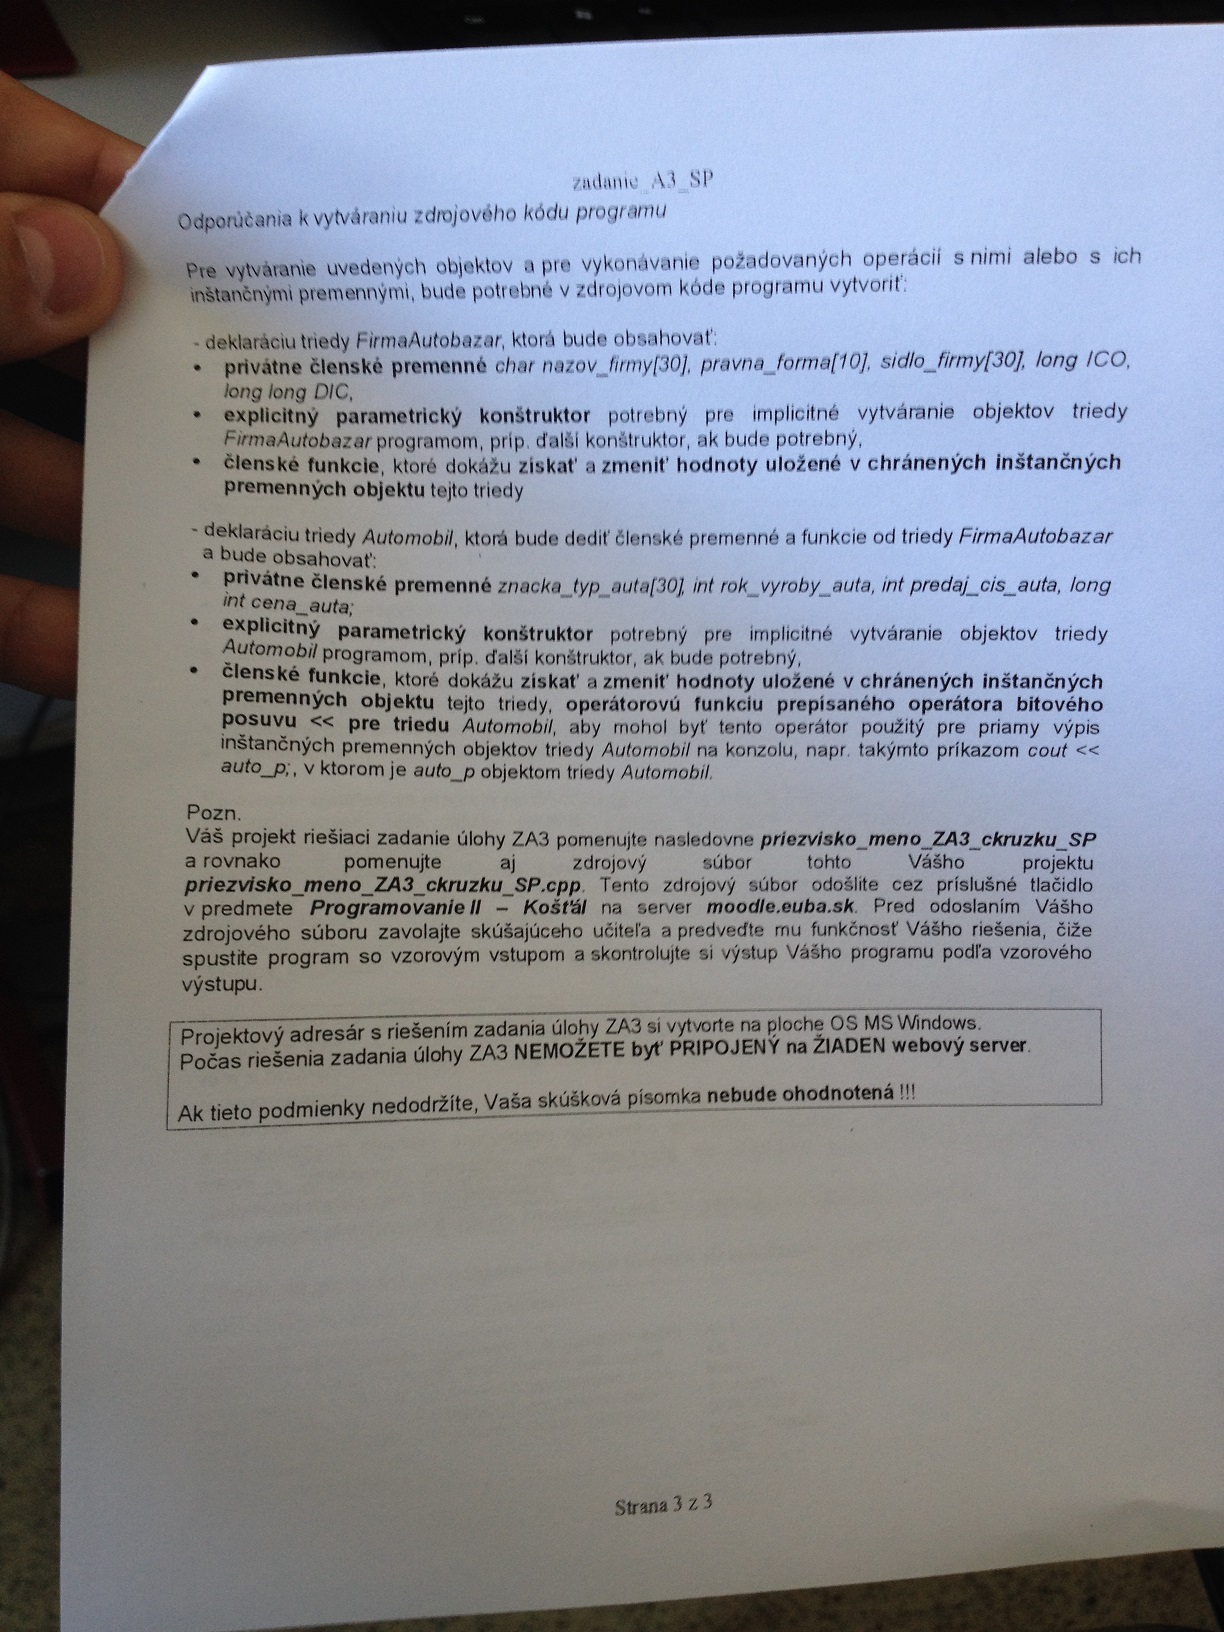 zadanie_A3_SP
Odporúčania k vytváraniu zdrojového kódu programu
Pre vytváranie uvedených objektov a pre vykonávanie požadovaných operácií s nimi alebo s ich
inštančnými premennými, bude potrebné v zdrojovom kóde programu vytvoriť:
- deklaráciu triedy FirmaAutobazar, ktorá bude obsahovať:
• privátne členské premenné char nazov_firmy[30], pravna_forma[10], sidlo_firmy[30], long ICO,
long long DIC,
• explicitný parametrický konštruktor potrebný pre implicitné vytváranie objektov triedy
FirmaAutobazar programom, príp. ďalší konštruktor, ak bude potrebný,
• členské funkcie, ktoré dokážu získať a zmeniť hodnoty uložené v chránených inštančných
premenných objektu tejto triedy
- deklaráciu triedy Automobil, ktorá bude dediť členské premenné a funkcie od triedy FirmaAutobazar
a bude obsahovať:
• privátne členské premenné znacka_typ_auta[30], int rok_vyroby_auta, int predaj_cis_auta, long
int cena_auta;
• explicitný parametrický konštruktor potrebný pre implicitné vytváranie objektov triedy
Automobil programom, príp. ďalší konštruktor, ak bude potrebný,
• členské funkcie, ktoré dokážu získať a zmeniť hodnoty uložené v chránených inštančných
premenných objektu tejto triedy, operátorovú funkciu prepísaného operátora bitového
posuvu << pre triedu Automobil, aby mohol byť tento operátor použitý pre priamy výpis
inštančných premenných objektov triedy Automobil na konzolu, napr. takýmto príkazom cout <<
auto_p;, v ktorom je auto_p objektom triedy Automobil.
Pozn.
Váš projekt riešiaci zadanie úlohy ZA3 pomenujte nasledovne priezvisko_meno_ZA3_ckruzku_SP
a rovnako pomenujte aj zdrojový súbor tohto Vášho projektu
priezvisko_meno_ZA3_ckruzku_SP.cpp. Tento zdrojový súbor odošlite cez príslušné tlačidlo
v predmete Programovanie II – Košťál na server moodle.euba.sk. Pred odoslaním Vášho
zdrojového súboru zavolajte skúšajúceho učiteľa a predveďte mu funkčnosť Vášho riešenia, čiže
spustite program so vzorovým vstupom a skontrolujte si výstup Vášho programu podľa vzorového
výstupu.
Projektový adresár s riešením zadania úlohy ZA3 si vytvorte na ploche OS MS Windows.
Počas riešenia zadania úlohy ZA3 NEMOŽETE byť PRIPOJENÝ na ŽIADEN webový server.
Ak tieto podmienky nedodržíte, Vaša skúšková písomka nebude ohodnotená !!!
Strana 3 z 3